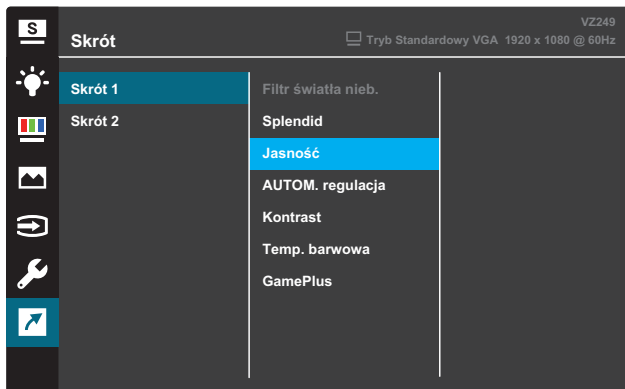 S
VZ249
Skrót
Tryb Standardowy VGA 1920 x 1080 @ 60Hz
Skrót 1
Skrót 2
Filtr światła nieb.
Splendid
Jasność
AUTOM. regulacja
Kontrast
Temp. barwowa
GamePlus